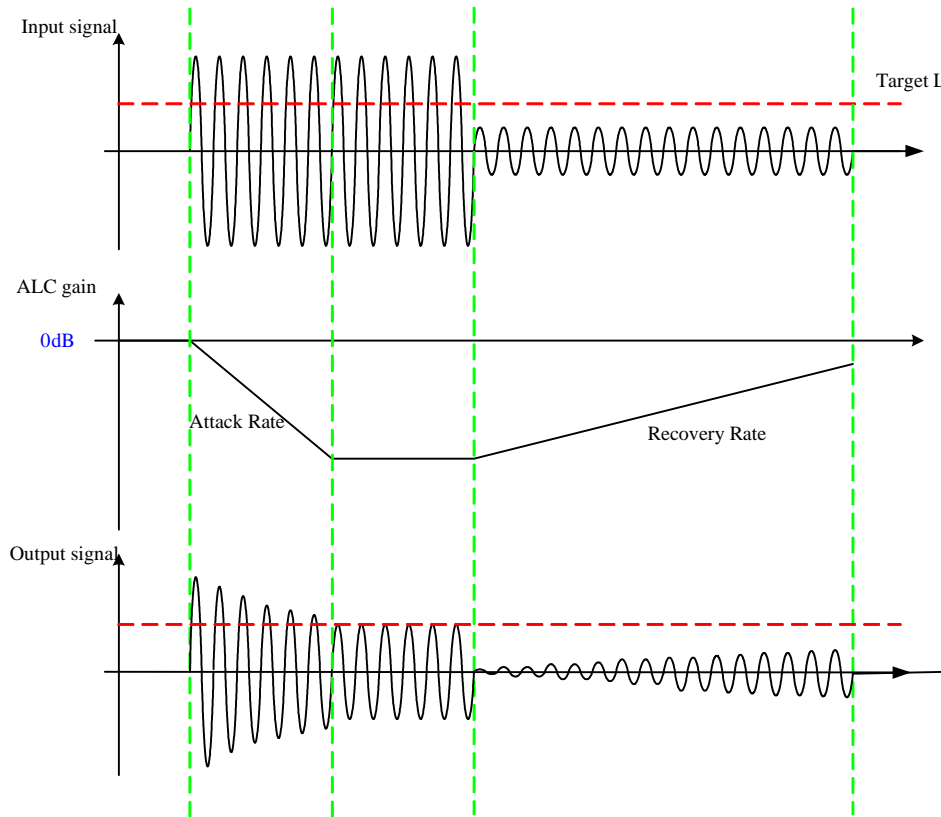 Input signal
Target L
ALC gain
0dB
Attack Rate
Recovery Rate
Output signal